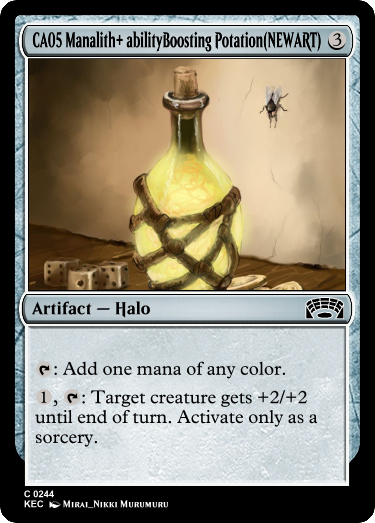 CA05 Manalith+ abilityBoosting Potation(NEWART) 3
Artifact — Halo
: Add one mana of any color.
1, : Target creature gets +2/+2
until end of turn. Activate only as a
sorcery.
C 0244
KEC Mirai_Nikki Murumuru